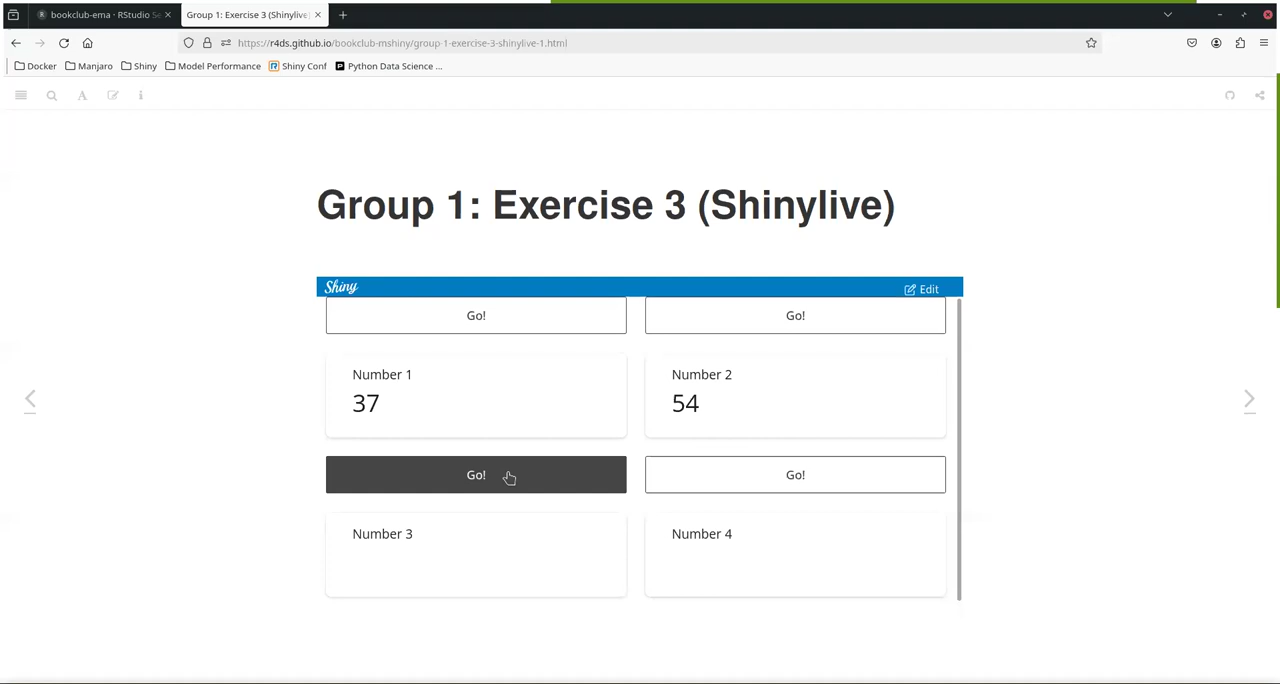 bookclub-ema · RStudio Se
Group 1: Exercise 3 (Shinylive
https://r4ds.github.io/bookclub-mshiny/group-1-exercise-3-shinylive-1.html
Docker Manjaro Shiny Model Performance Shiny Conf Python Data Science ...
Group 1: Exercise 3 (Shinylive)
Shiny Edit
Go! Go!
Number 1 Number 2
37 54
Go! Go!
Number 3 Number 4